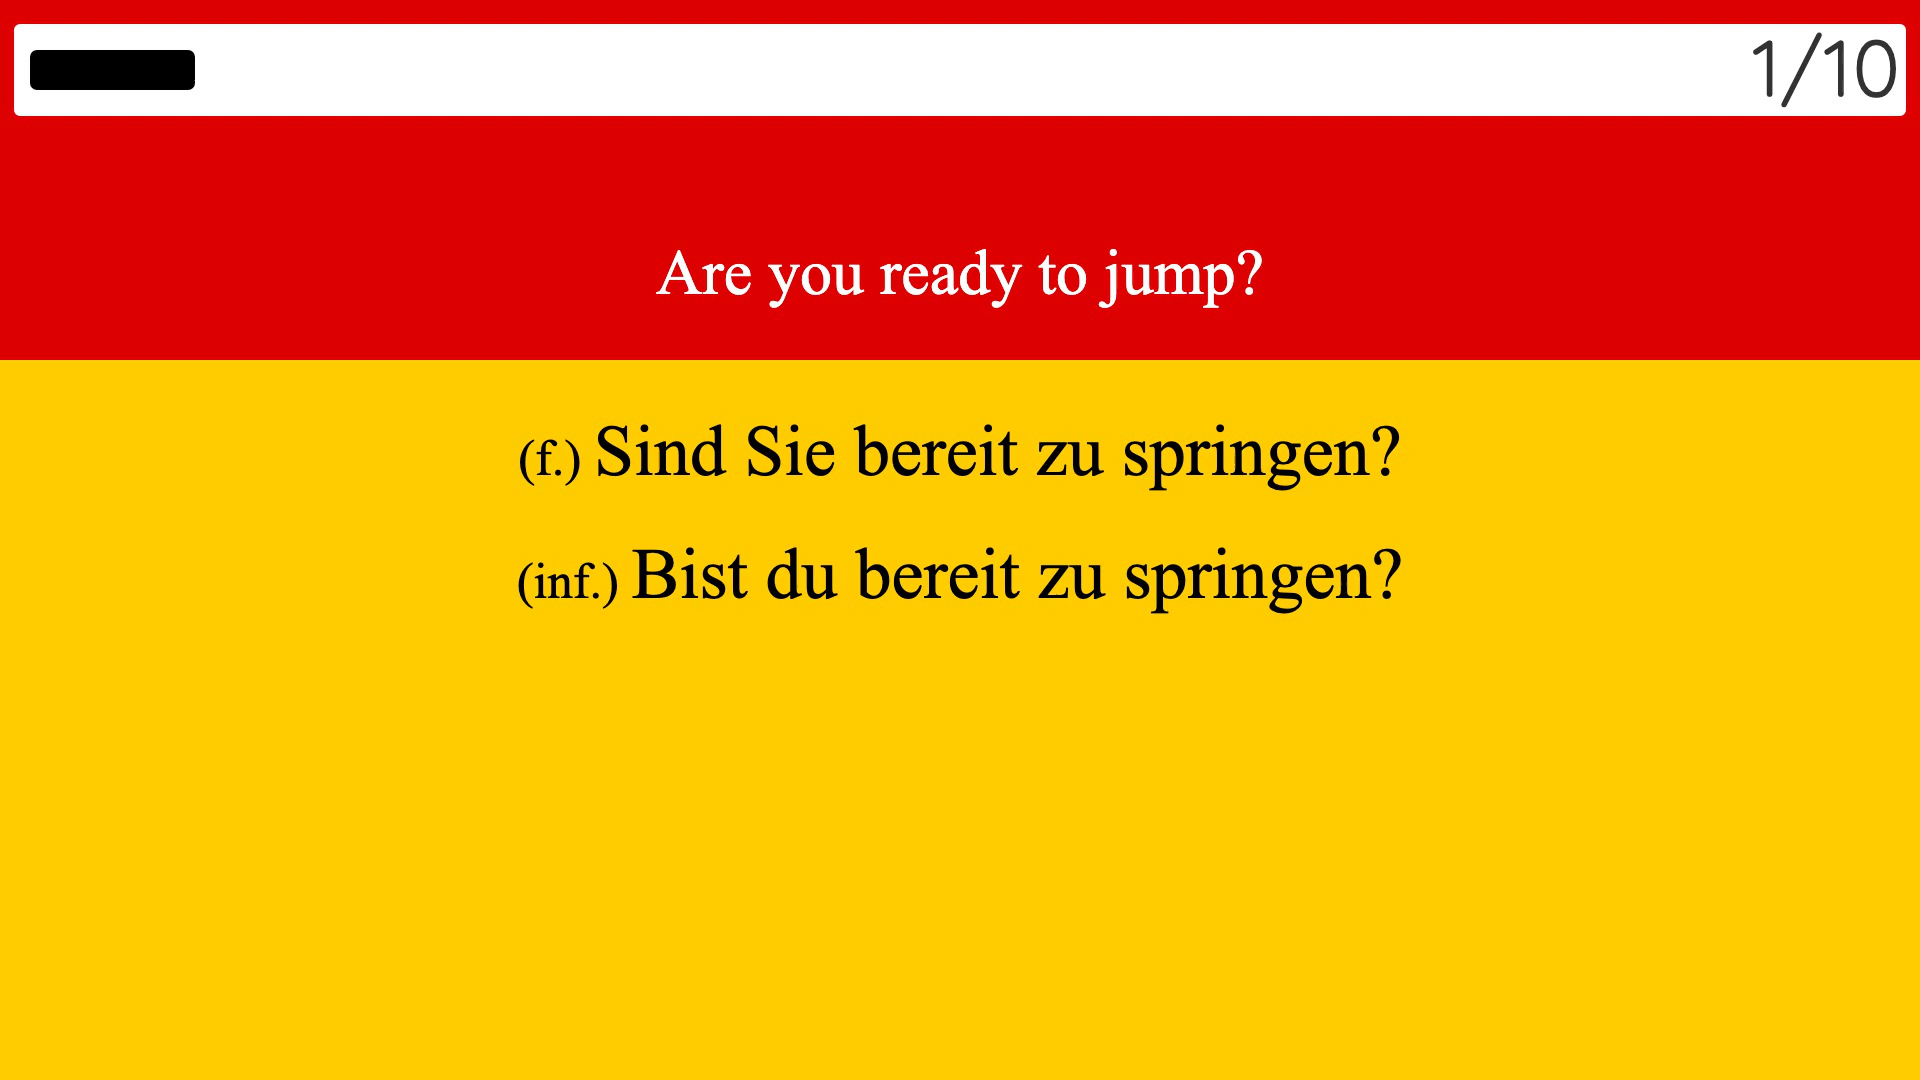 1/10
Are you ready to jump?
(f.) Sind Sie bereit zu springen?
(inf.) Bist du bereit zu springen?